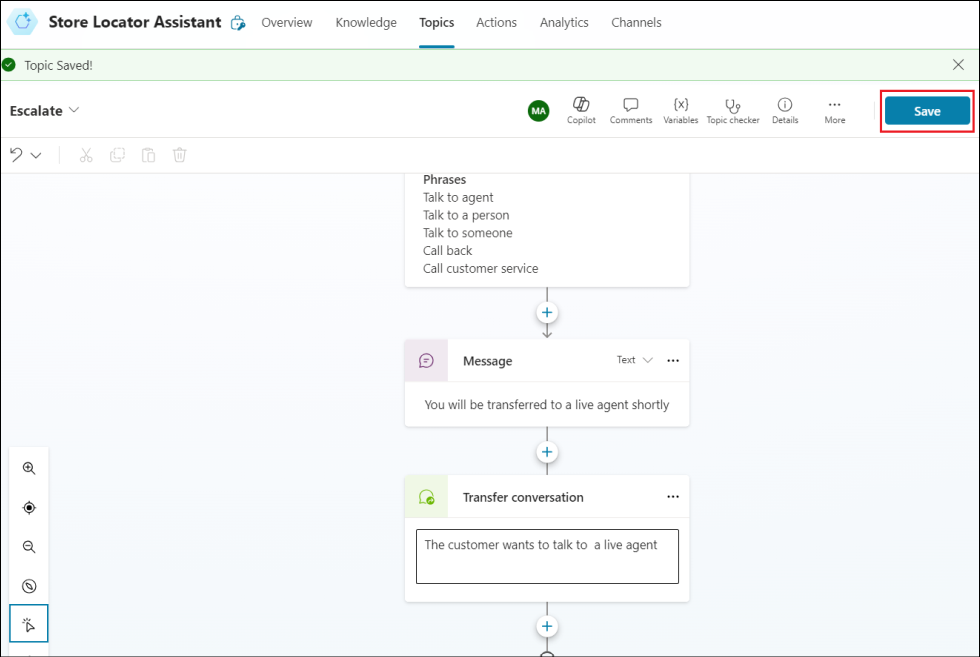 Store Locator Assistant Overview Knowledge Topics Actions Analytics Channels
Topic Saved!
Escalate MA Copilot Comments {x} Variables Topic checker Details More Save
Phrases
Talk to agent
Talk to a person
Talk to someone
Call back
Call customer service
Message Text
You will be transferred to a live agent shortly
Transfer conversation
The customer wants to talk to  a live agent